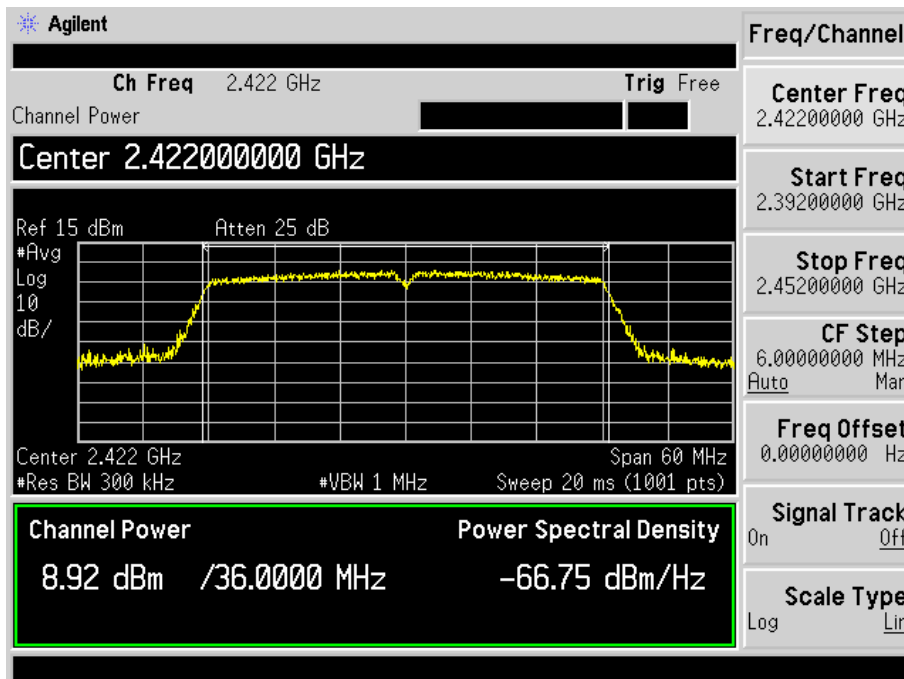 Agilent
Freq/Channel
Ch Freq 2.422 GHz Trig Free
Channel Power
Center 2.422000000 GHz
Ref 15 dBm Atten 25 dB
#Avg
Log
10
dB/
Center 2.422 GHz Span 60 MHz
#Res BW 300 kHz #VBW 1 MHz Sweep 20 ms (1001 pts)
Channel Power Power Spectral Density
8.92 dBm /36.0000 MHz -66.75 dBm/Hz
Center Freq
2.42200000 GHz
Start Freq
2.39200000 GHz
Stop Freq
2.45200000 GHz
CF Step
6.00000000 MHz
Auto Man
Freq Offset
0.00000000 Hz
Signal Track
On Off
Scale Type
Log Lin